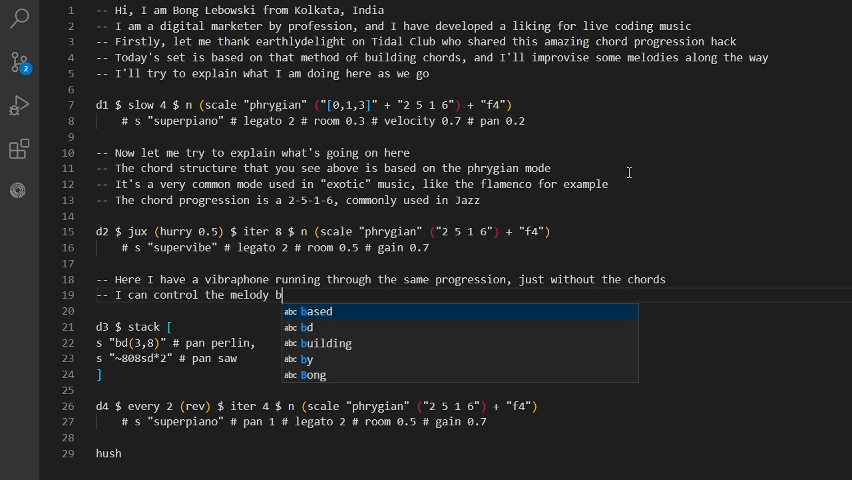 1 -- Hi, I am Bong Lebowski from Kolkata, India
2 -- I am a digital marketer by profession, and I have developed a liking for live coding music
3 -- Firstly, let me thank earthlydelight on Tidal Club who shared this amazing chord progression hack
4 -- Today's set is based on that method of building chords, and I'll improvise some melodies along the way
5 -- I'll try to explain what I am doing here as we go
6
7 d1 $ slow 4 $ n (scale "phrygian" ("[0,1,3]" + "2 5 1 6") + "f4")
8 # s "superpiano" # legato 2 # room 0.3 # velocity 0.7 # pan 0.2
9
10 -- Now let me try to explain what's going on here
11 -- The chord structure that you see above is based on the phrygian mode
12 -- It's a very common mode used in "exotic" music, like the flamenco for example
13 -- The chord progression is a 2-5-1-6, commonly used in Jazz
14
15 d2 $ jux (hurry 0.5) $ iter 8 $ n (scale "phrygian" ("2 5 1 6") + "f4")
16 # s "supervibe" # legato 2 # room 0.5 # gain 0.7
17
18 -- Here I have a vibraphone running through the same progression, just without the chords
19 -- I can control the melody b
abc based
20
abc bd
21 d3 $ stack [
abc building
22 s "bd(3,8)" # pan perlin,
abc by
23 s "~808sd*2" # pan saw
abc Bong
24 ]
25
26 d4 $ every 2 (rev) $ iter 4 $ n (scale "phrygian" ("2 5 1 6") + "f4")
27 # s "superpiano" # pan 1 # legato 2 # room 0.5 # gain 0.7
28
29 hush
2